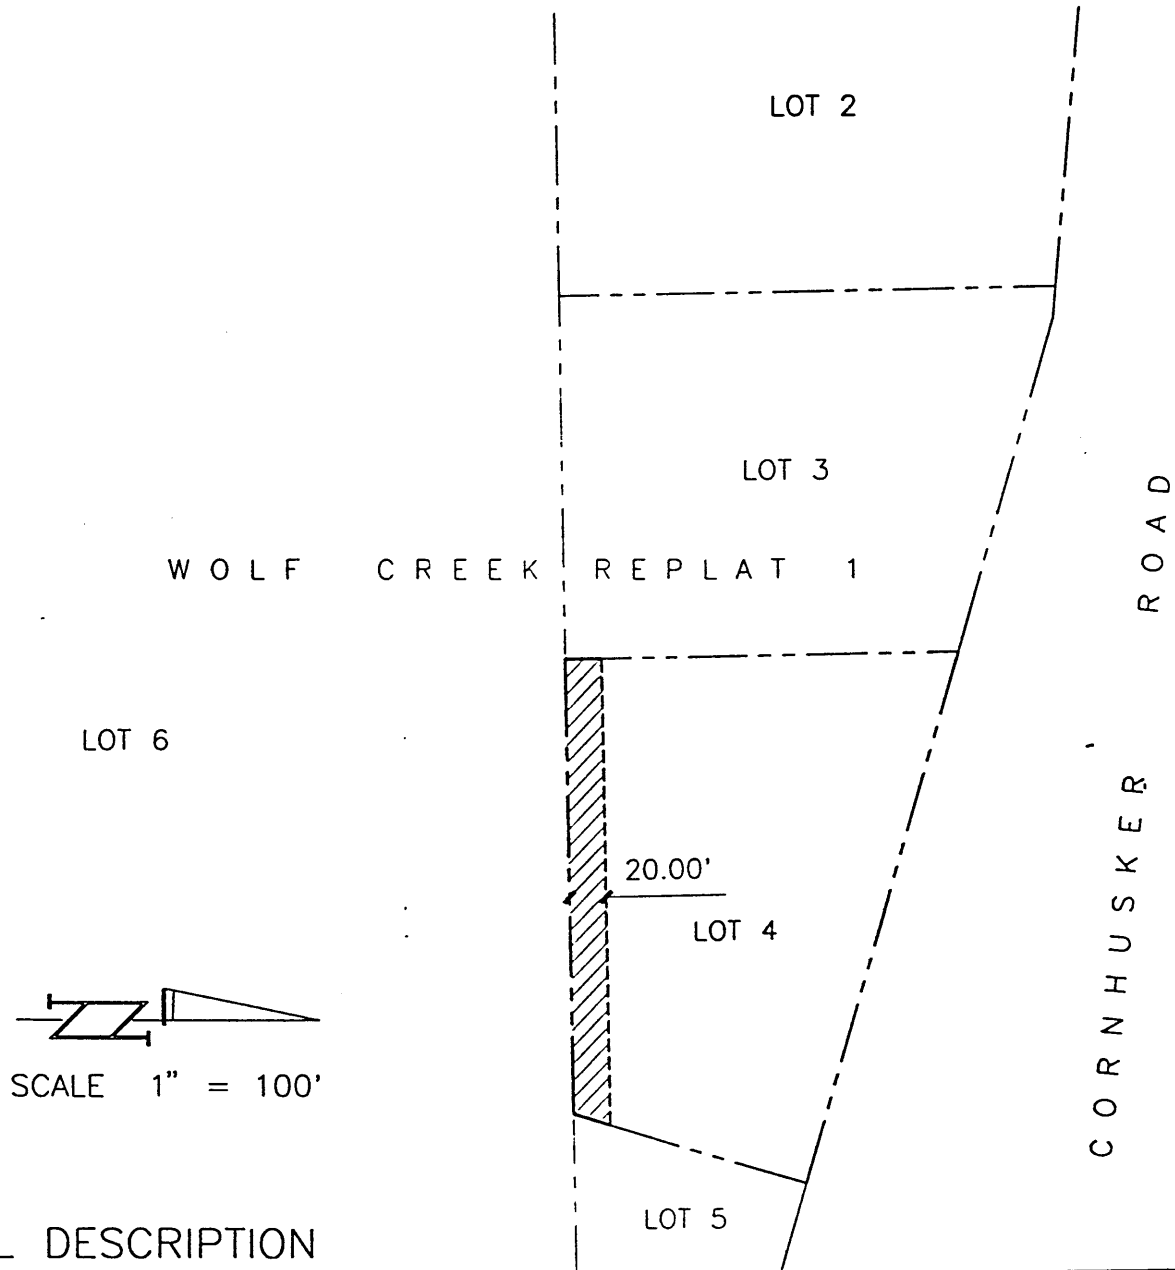 LOT 2
LOT 3
WOLF CREEK REPLAT 1
LOT 6
20.00'
LOT 4
SCALE 1" = 100'
LOT 5
DESCRIPTION
CORNHUSKER ROAD